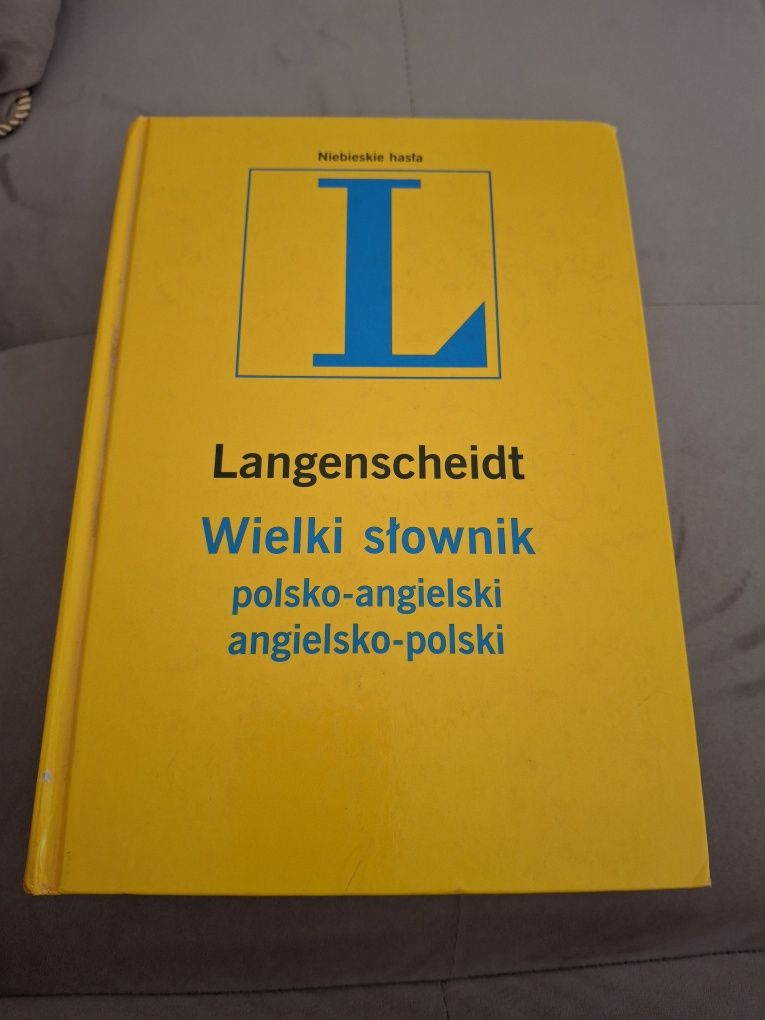 Niebieskie hasła
L
Langenscheidt
Wielki słownik
polsko-angielski
angielsko-polski